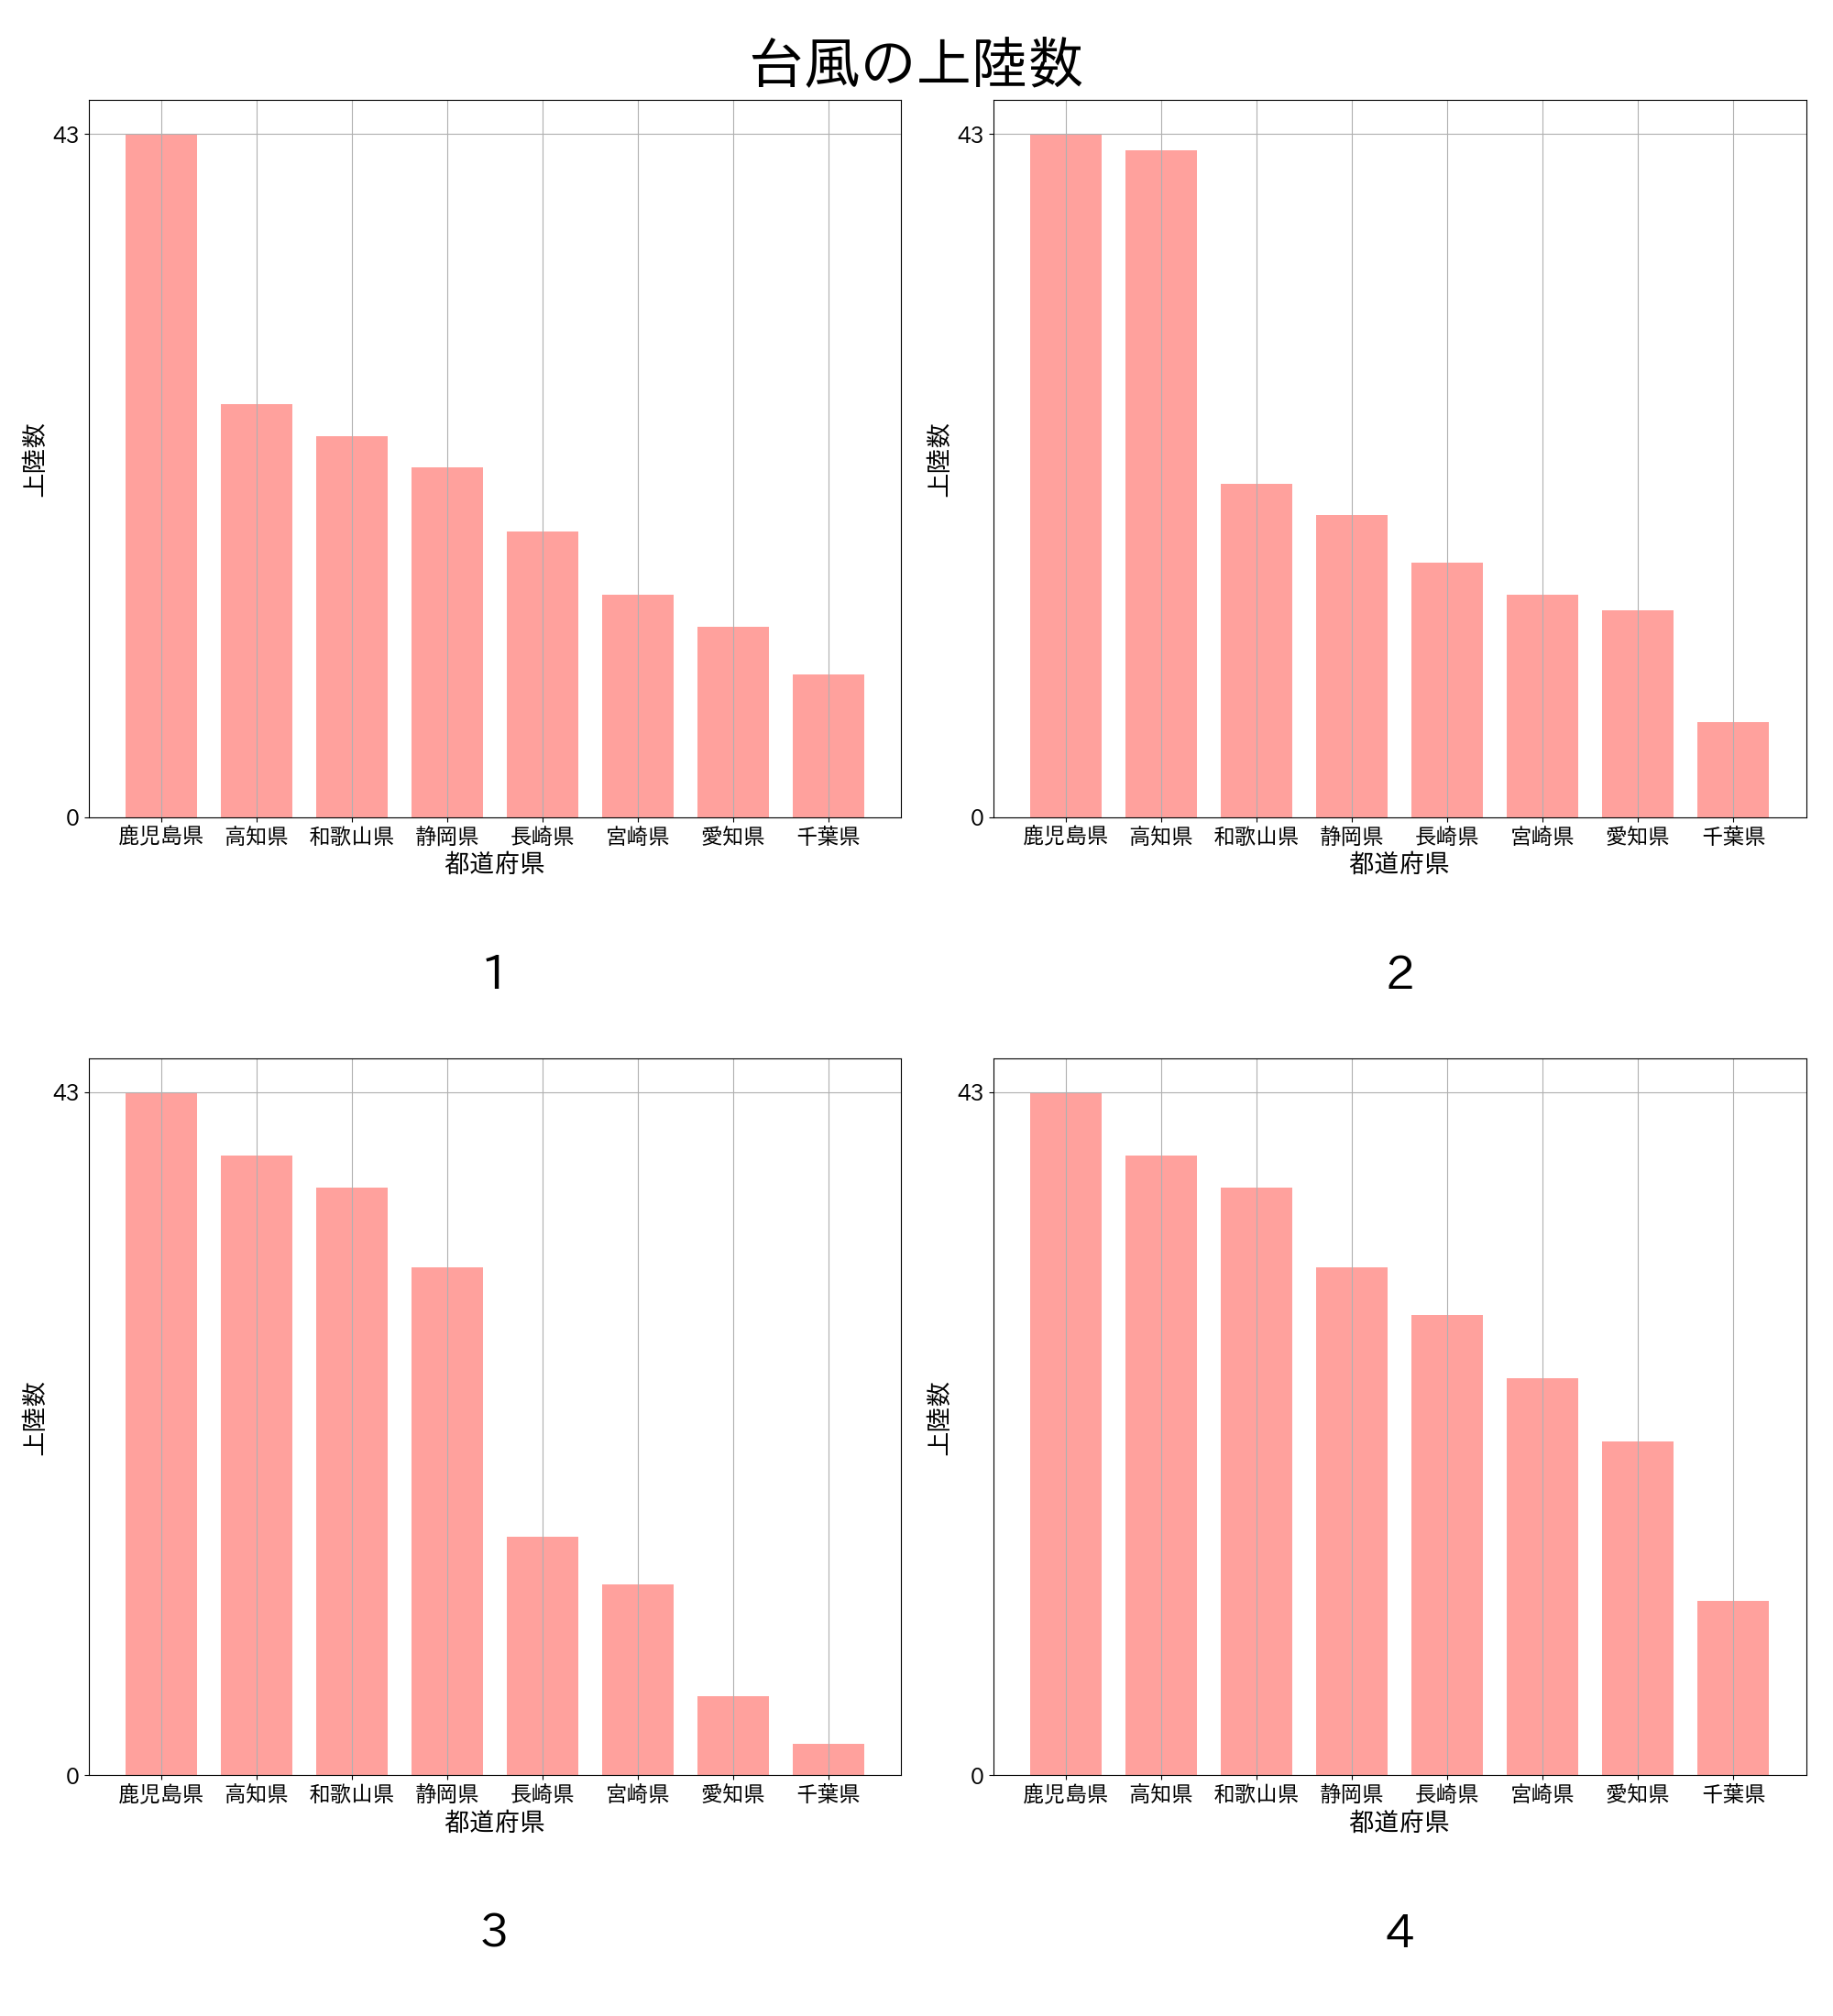 台風の上陸数
43
0
上陸数
鹿児島県 高知県 和歌山県 静岡県 長崎県 宮崎県 愛知県 千葉県
都道府県
1
43
0
上陸数
鹿児島県 高知県 和歌山県 静岡県 長崎県 宮崎県 愛知県 千葉県
都道府県
2
43
0
上陸数
鹿児島県 高知県 和歌山県 静岡県 長崎県 宮崎県 愛知県 千葉県
都道府県
3
43
0
上陸数
鹿児島県 高知県 和歌山県 静岡県 長崎県 宮崎県 愛知県 千葉県
都道府県
4